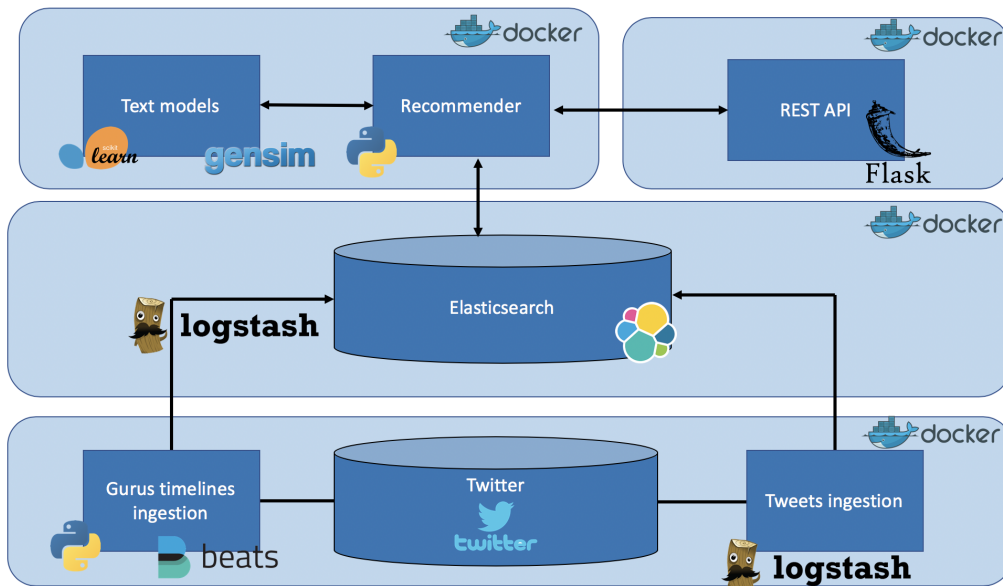 docker
docker
Text models
Recommender
REST API
scikit
learn
gensim
Flask
docker
Elasticsearch
logstash
docker
Gurus timelines
ingestion
Twitter
twitter
Tweets ingestion
beats
logstash